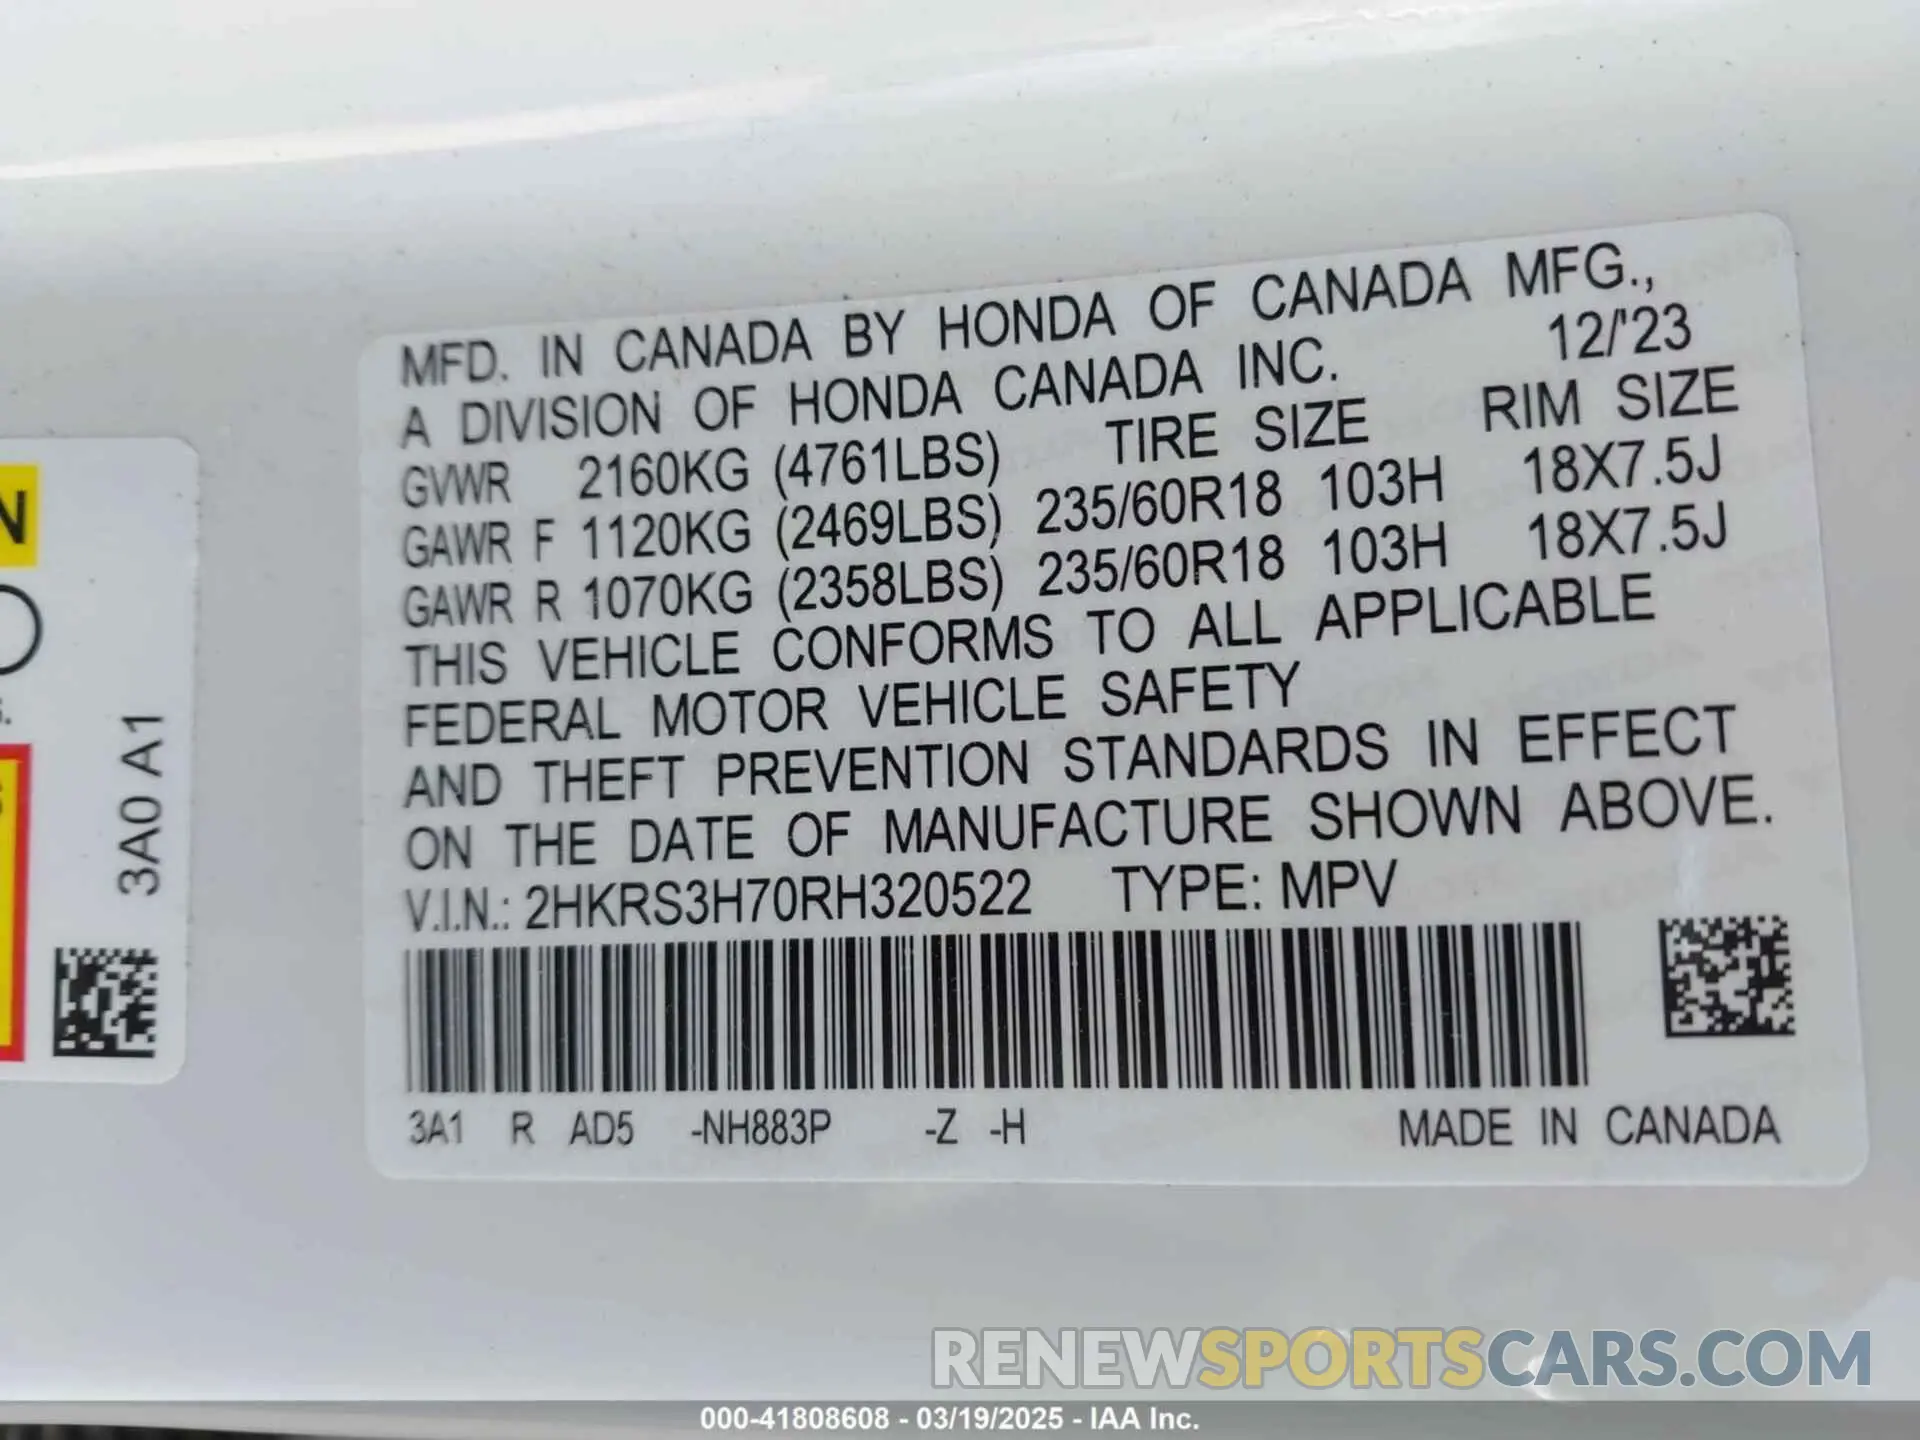 MFD. IN CANADA BY HONDA OF CANADA MFG.,
A DIVISION OF HONDA CANADA INC. 12/'23
GVWR 2160KG (4761LBS) TIRE SIZE RIM SIZE
GAWR F 1120KG (2469LBS) 235/60R18 103H 18X7.5J
GAWR R 1070KG (2358LBS) 235/60R18 103H 18X7.5J
THIS VEHICLE CONFORMS TO ALL APPLICABLE
FEDERAL MOTOR VEHICLE SAFETY
AND THEFT PREVENTION STANDARDS IN EFFECT
ON THE DATE OF MANUFACTURE SHOWN ABOVE.
V.I.N.: 2HKRS3H70RH320522 TYPE: MPV
3A1 R AD5 -NH883P -Z -H MADE IN CANADA
N
3A0 A1
RENEWSPORTSCARS.COM
000-41808608 - 03/19/2025 - IAA Inc.